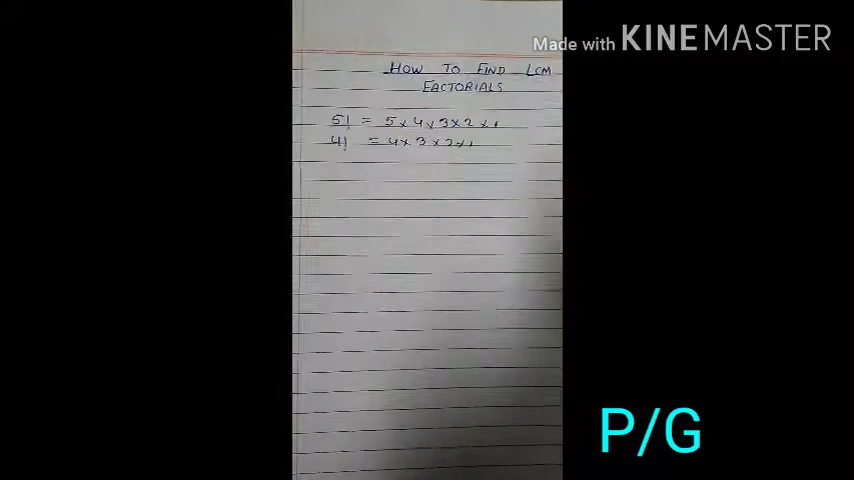 Made with KINEMASTER
HOW TO FIND LCM
FACTORIALS
5! = 5 × 4 × 3 × 2 × 1
4! = 4 × 3 × 2 × 1
P/G